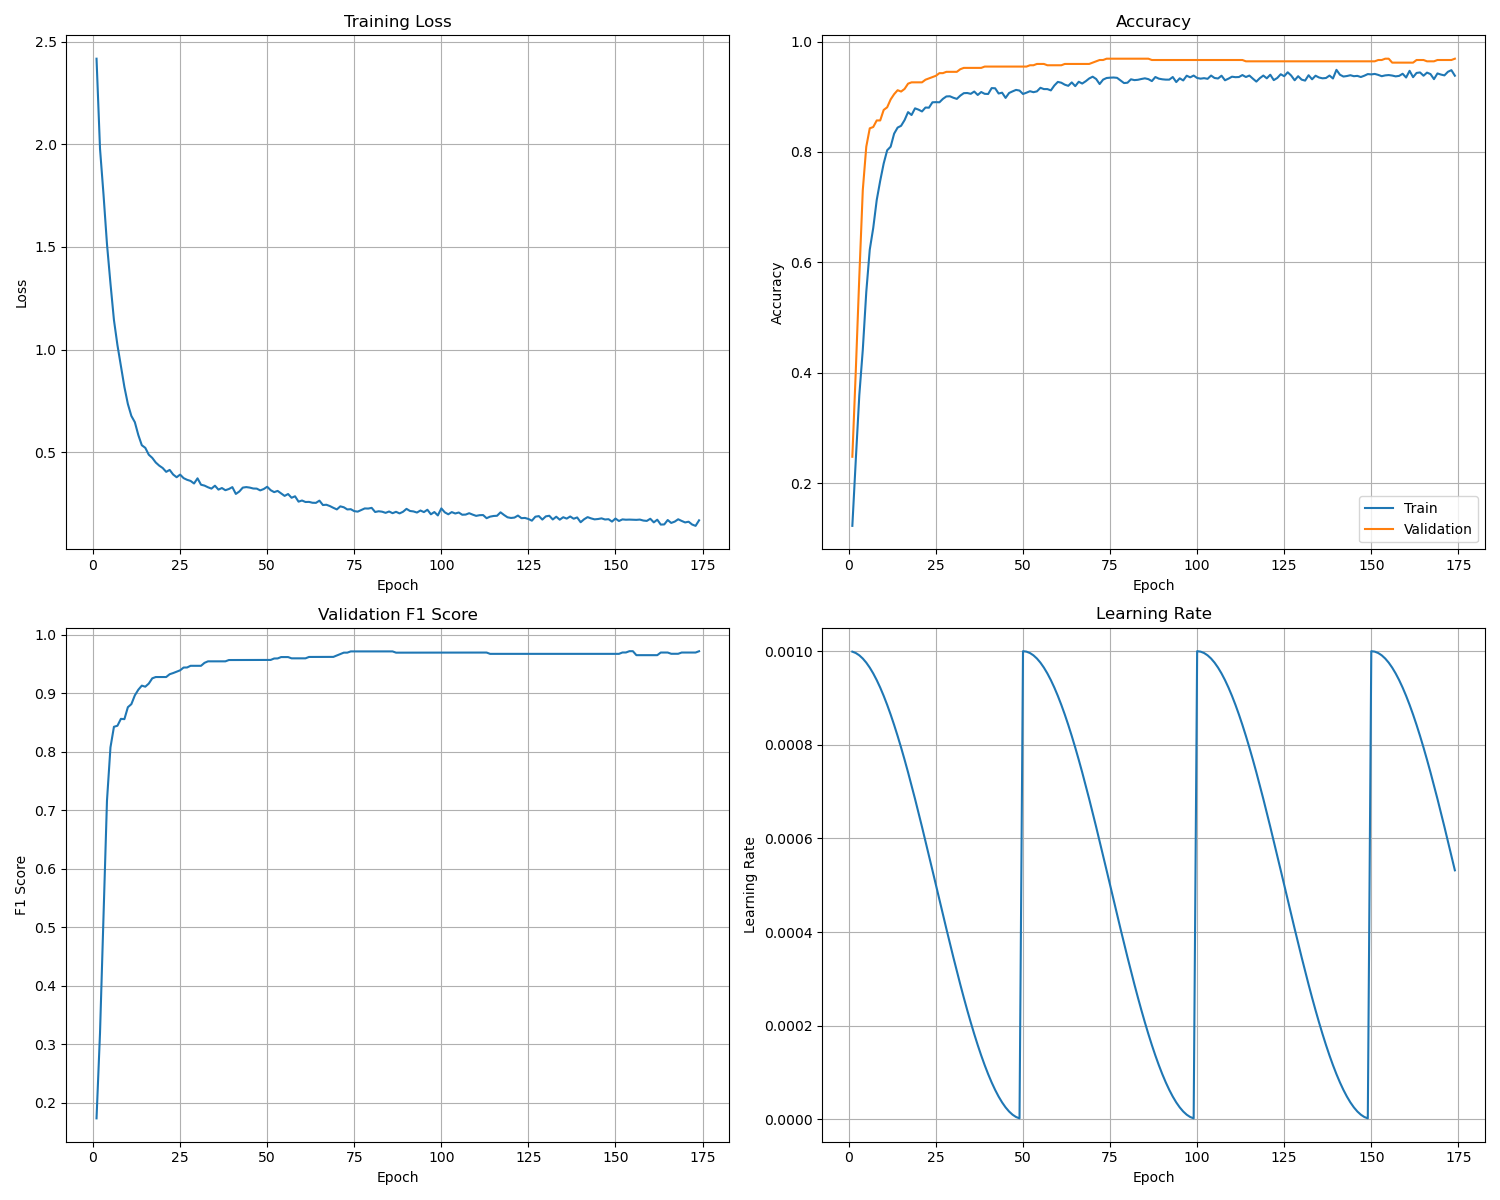 Training Loss
Loss
2.5
2.0
1.5
1.0
0.5
0 25 50 75 100 125 150 175
Epoch
Accuracy
Accuracy
1.0
0.8
0.6
0.4
0.2
Train
Validation
0 25 50 75 100 125 150 175
Epoch
Validation F1 Score
F1 Score
1.0
0.9
0.8
0.7
0.6
0.5
0.4
0.3
0.2
0 25 50 75 100 125 150 175
Epoch
Learning Rate
Learning Rate
0.0010
0.0008
0.0006
0.0004
0.0002
0.0000
0 25 50 75 100 125 150 175
Epoch